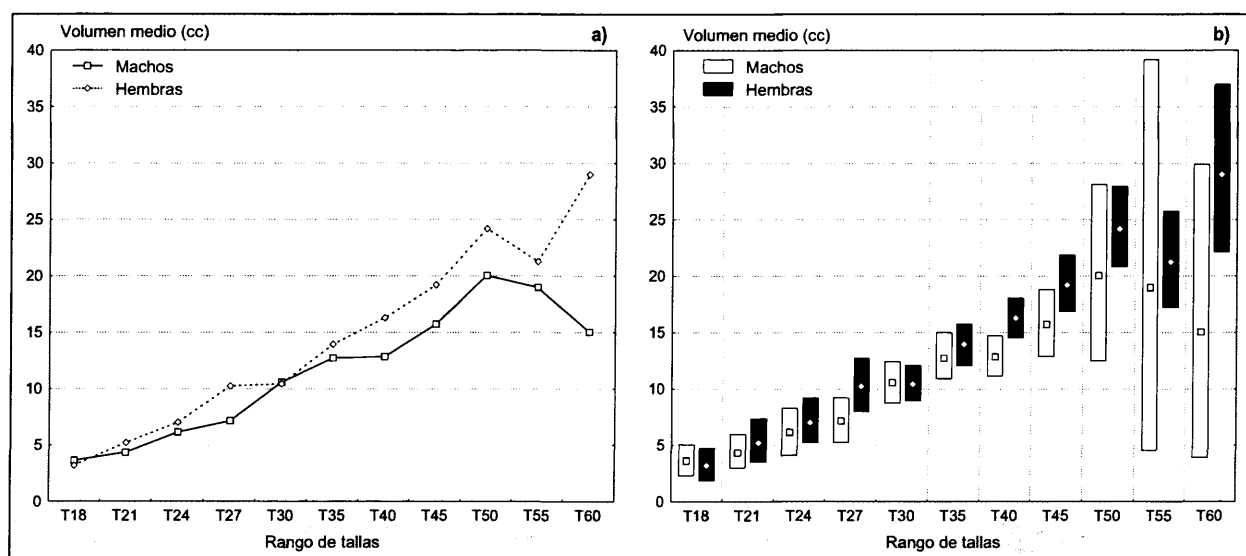 Volumen medio (cc)
a)
40
35
30
25
20
15
10
5
0
Machos
Hembras
T18 T21 T24 T27 T30 T35 T40 T45 T50 T55 T60
Rango de tallas
Volumen medio (cc)
b)
40
35
30
25
20
15
10
5
0
Machos
Hembras
T18 T21 T24 T27 T30 T35 T40 T45 T50 T55 T60
Rango de tallas